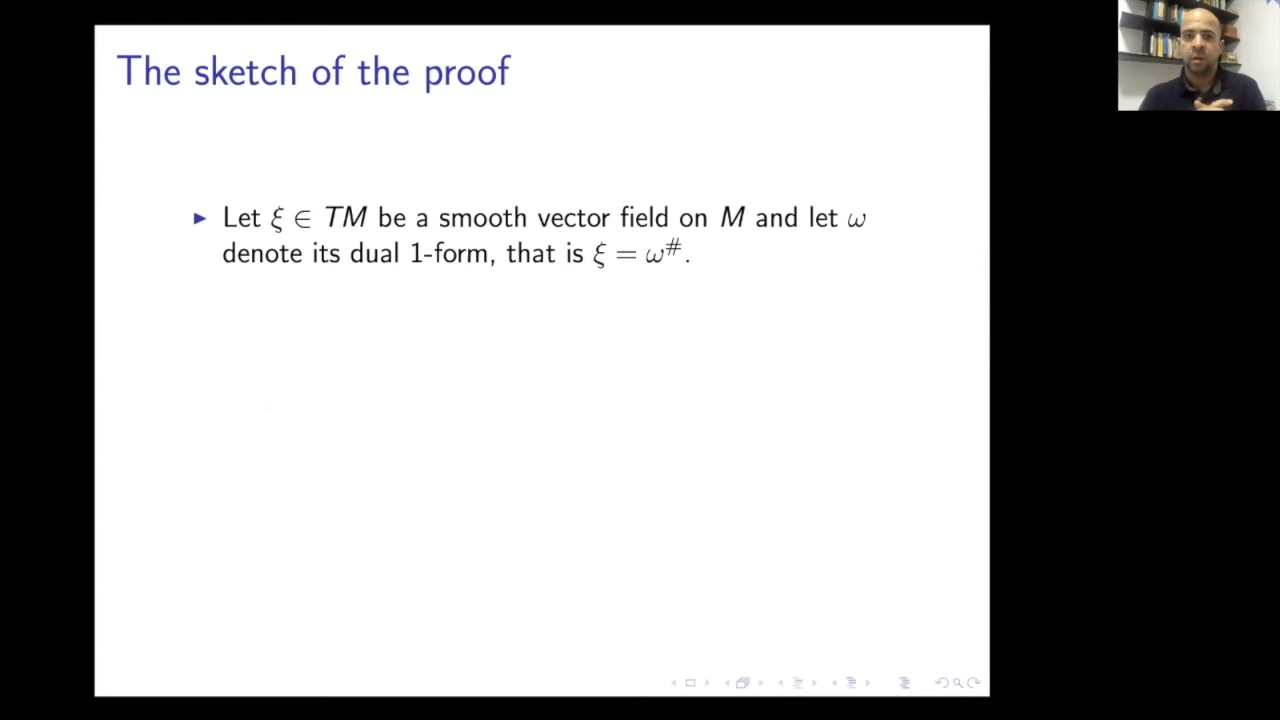 The sketch of the proof
▶ Let ξ ∈ TM be a smooth vector field on M and let ω
denote its dual 1-form, that is ξ = ω^#.